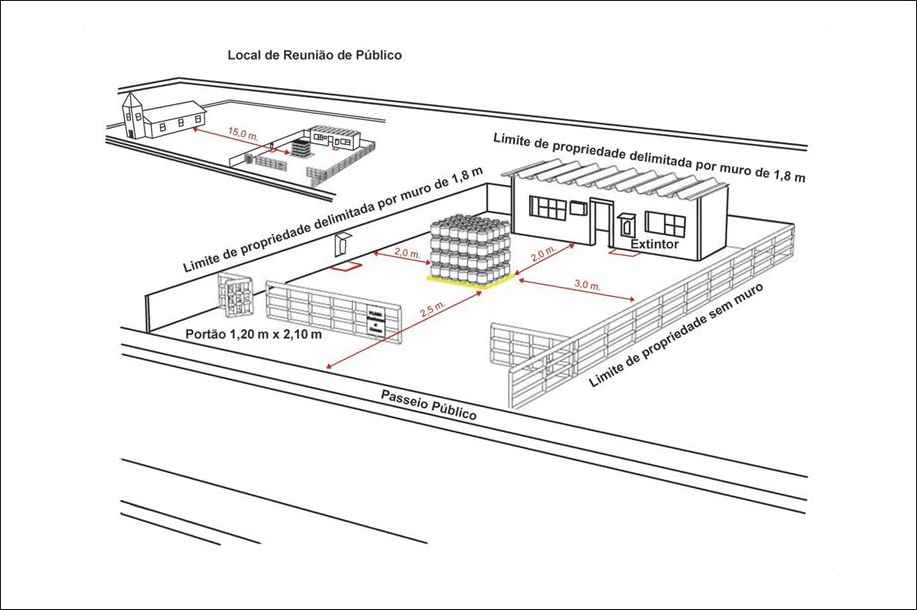 Local de Reunião de Público
15,0 m.
Limite de propriedade delimitada por muro de 1,8 m
Limite de propriedade delimitada por muro de 1,8 m
Extintor
2,0 m.
2,0 m.
3,0 m.
2,5 m.
Limite de propriedade sem muro
Portão 1,20 m x 2,10 m
Passeio Público